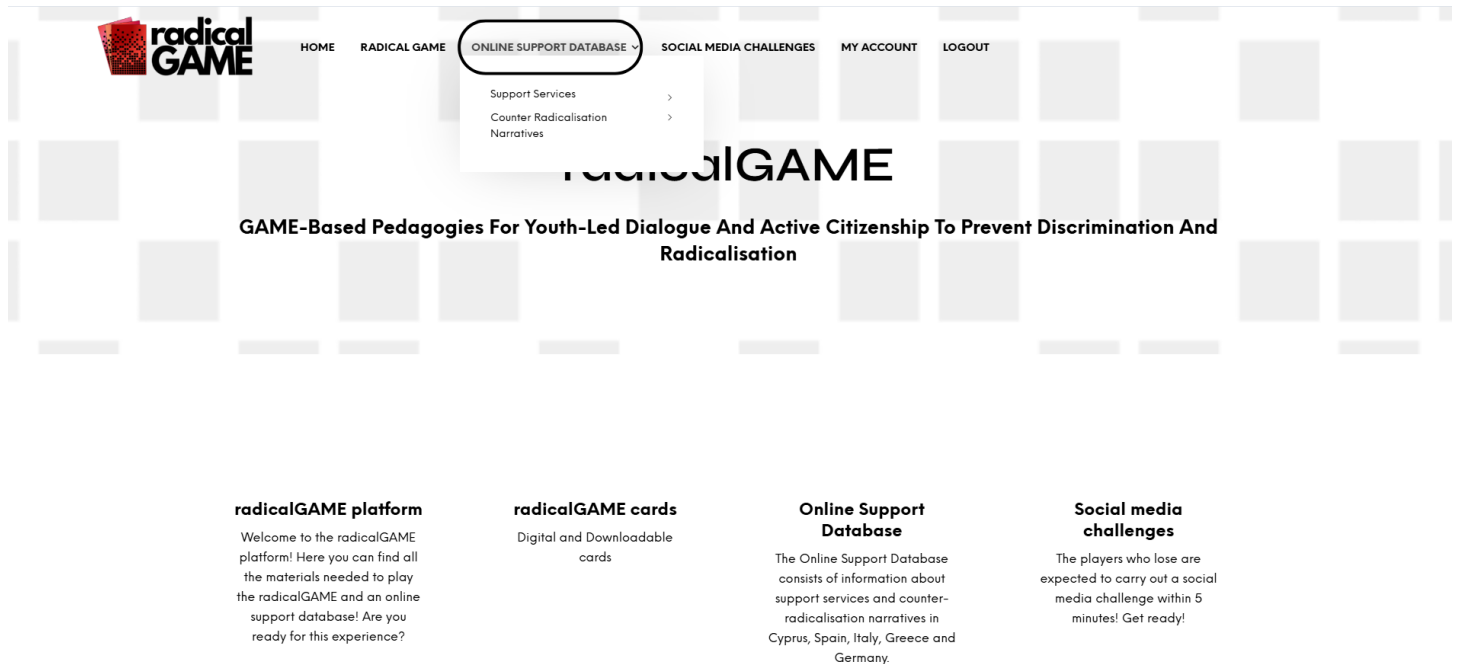 radical
GAME
HOME
RADICAL GAME
ONLINE SUPPORT DATABASE
SOCIAL MEDIA CHALLENGES
MY ACCOUNT
LOGOUT
Support Services
Counter Radicalisation
Narratives
radicalGAME
GAME-Based Pedagogies For Youth-Led Dialogue And Active Citizenship To Prevent Discrimination And
Radicalisation
radicalGAME platform
Welcome to the radicalGAME
platform! Here you can find all
the materials needed to play
the radicalGAME and an online
support database! Are you
ready for this experience?
radicalGAME cards
Digital and Downloadable
cards
Online Support
Database
The Online Support Database
consists of information about
support services and counter-
radicalisation narratives in
Cyprus, Spain, Italy, Greece and
Germany.
Social media
challenges
The players who lose are
expected to carry out a social
media challenge within 5
minutes! Get ready!